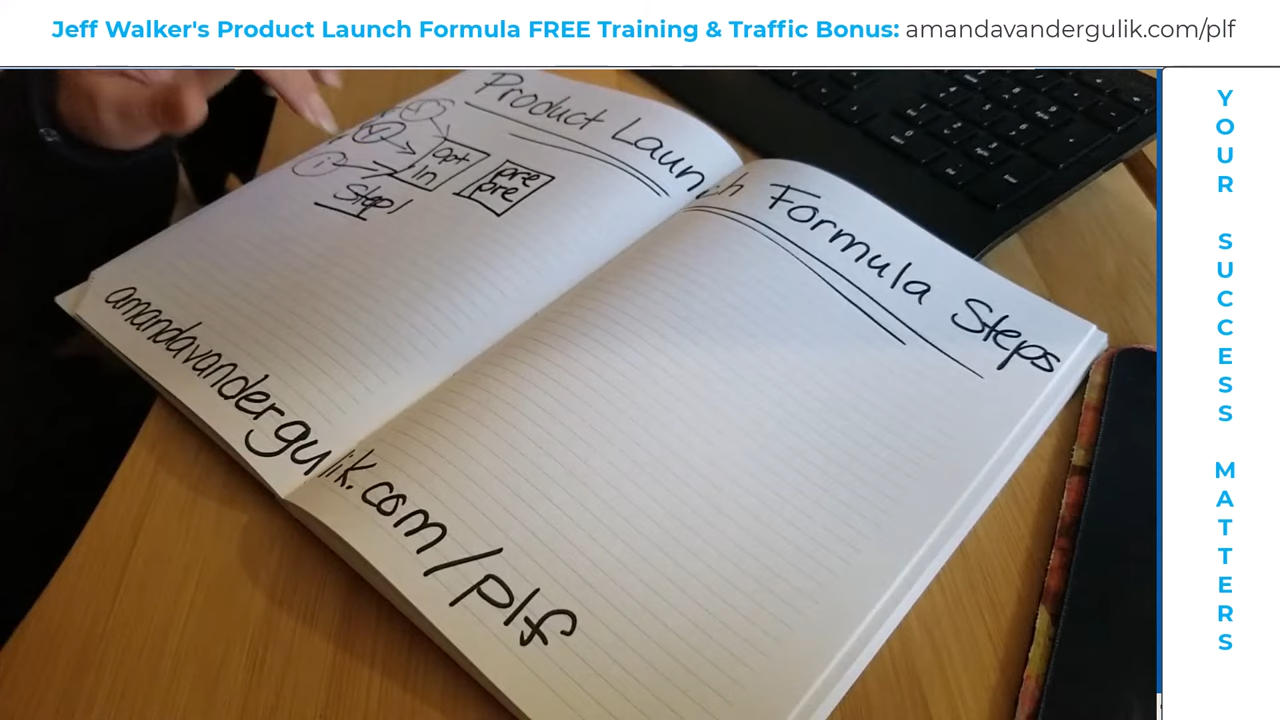 Jeff Walker's Product Launch Formula FREE Training & Traffic Bonus: amandavandergulik.com/plf
YOUR SUCCESS MATTERS
Product Launch Formula Steps
opt in
pre pre
Step 1
amandavandergulik.com/plf